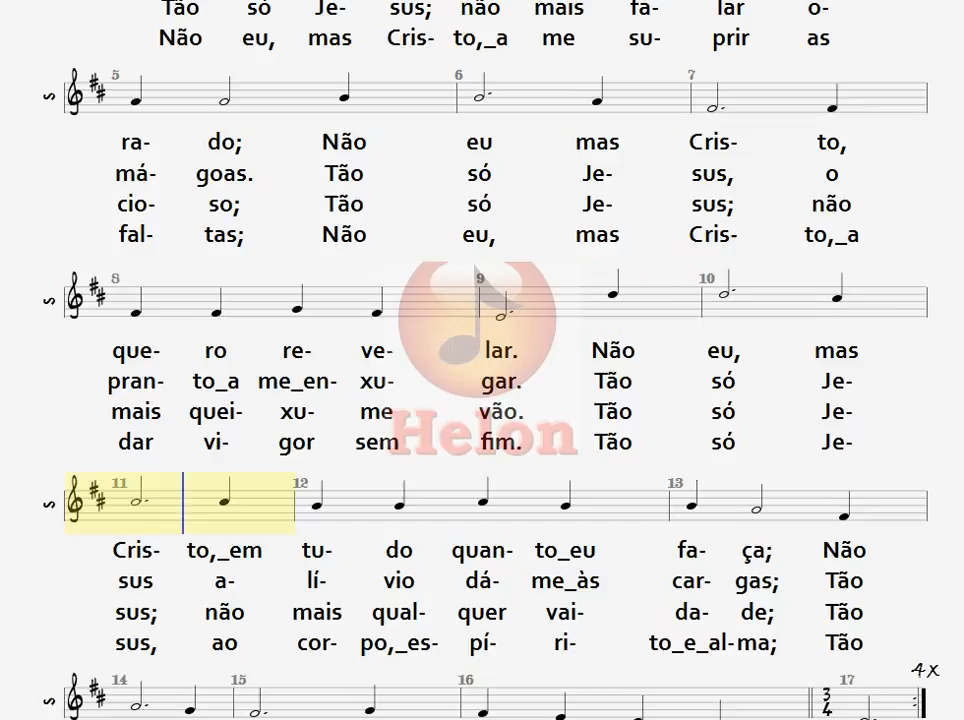 Tão só Je- sus; não mais fa- lar o-
Não eu, mas Cris- to,_a me su- prir as
5 6 7
S
ra- do; Não eu mas Cris- to,
má- goas. Tão só Je- sus, o
cio- so; Tão só Je- sus; não
fal- tas; Não eu, mas Cris- to,_a
8 9 10
S
que- ro re- ve- lar. Não eu, mas
pran- to_a me_en- xu- gar. Tão só Je-
mais quei- xu- me vão. Tão só Je-
dar vi- gor sem fim. Tão só Je-
Helon
11 12 13
S
Cris- to,_em tu- do quan- to_eu fa- ça; Não
sus a- lí- vio dá- me_às car- gas; Tão
sus; não mais qual- quer vai- da- de; Tão
sus, ao cor- po,_es- pí- ri- to_e_al- ma; Tão
4x
14 15 16 17
S 3 4